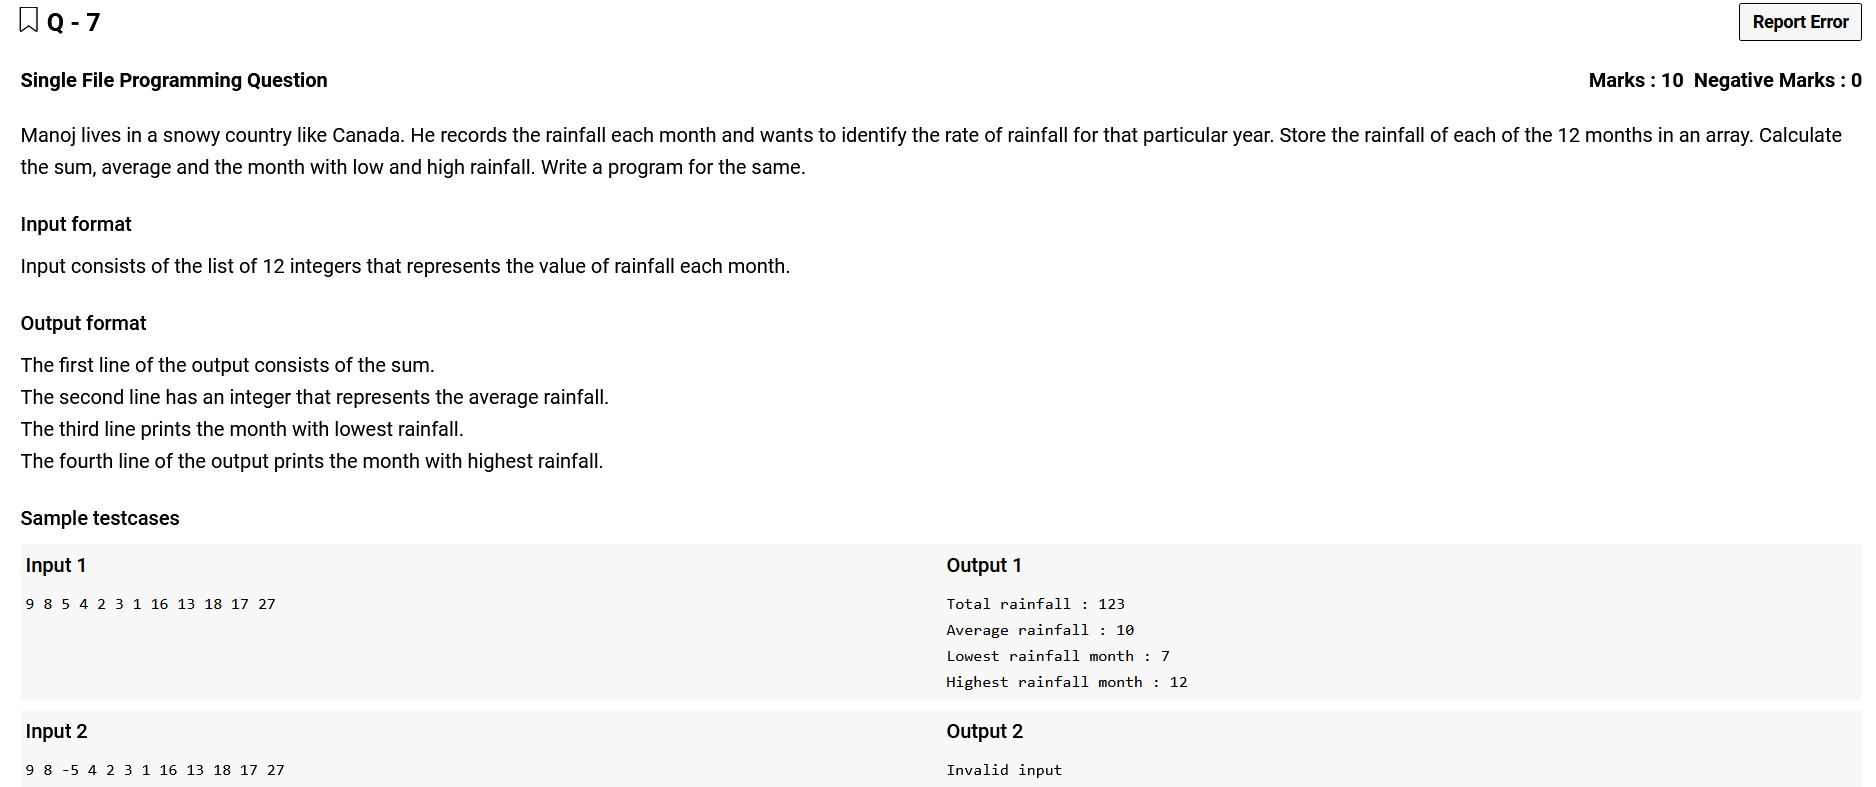 Q - 7
Report Error
Single File Programming Question
Marks : 10 Negative Marks : 0
Manoj lives in a snowy country like Canada. He records the rainfall each month and wants to identify the rate of rainfall for that particular year. Store the rainfall of each of the 12 months in an array. Calculate
the sum, average and the month with low and high rainfall. Write a program for the same.
Input format
Input consists of the list of 12 integers that represents the value of rainfall each month.
Output format
The first line of the output consists of the sum.
The second line has an integer that represents the average rainfall.
The third line prints the month with lowest rainfall.
The fourth line of the output prints the month with highest rainfall.
Sample testcases
Input 1
9 8 5 4 2 3 1 16 13 18 17 27
Output 1
Total rainfall : 123
Average rainfall : 10
Lowest rainfall month : 7
Highest rainfall month : 12
Input 2
9 8 -5 4 2 3 1 16 13 18 17 27
Output 2
Invalid input